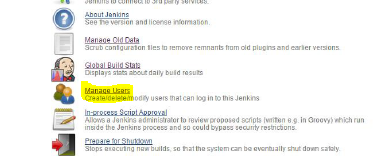 Jenkins to connect to 3rd party services.
About Jenkins
See the version and license information.
Manage Old Data
Scrub configuration files to remove remnants from old plugins and earlier versions
Global Build Stats
Displays stats about daily build results
Manage Users
Create/delete/modify users that can log in to this Jenkins
In-process Script Approval
Allows a Jenkins administrator to review proposed scripts (written e.g. in Groovy) which run
inside the Jenkins process and so could bypass security restrictions.
Prepare for Shutdown
Stops executing new builds, so that the system can be eventually shut down safely.